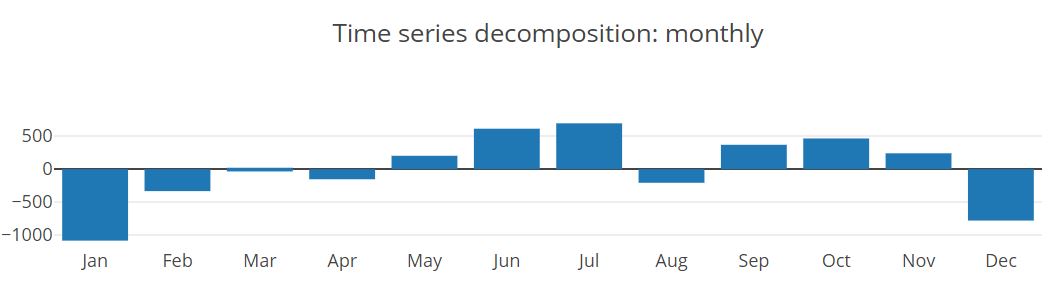 Time series decomposition: monthly
500
0
−500
−1000
Jan Feb Mar Apr May Jun Jul Aug Sep Oct Nov Dec